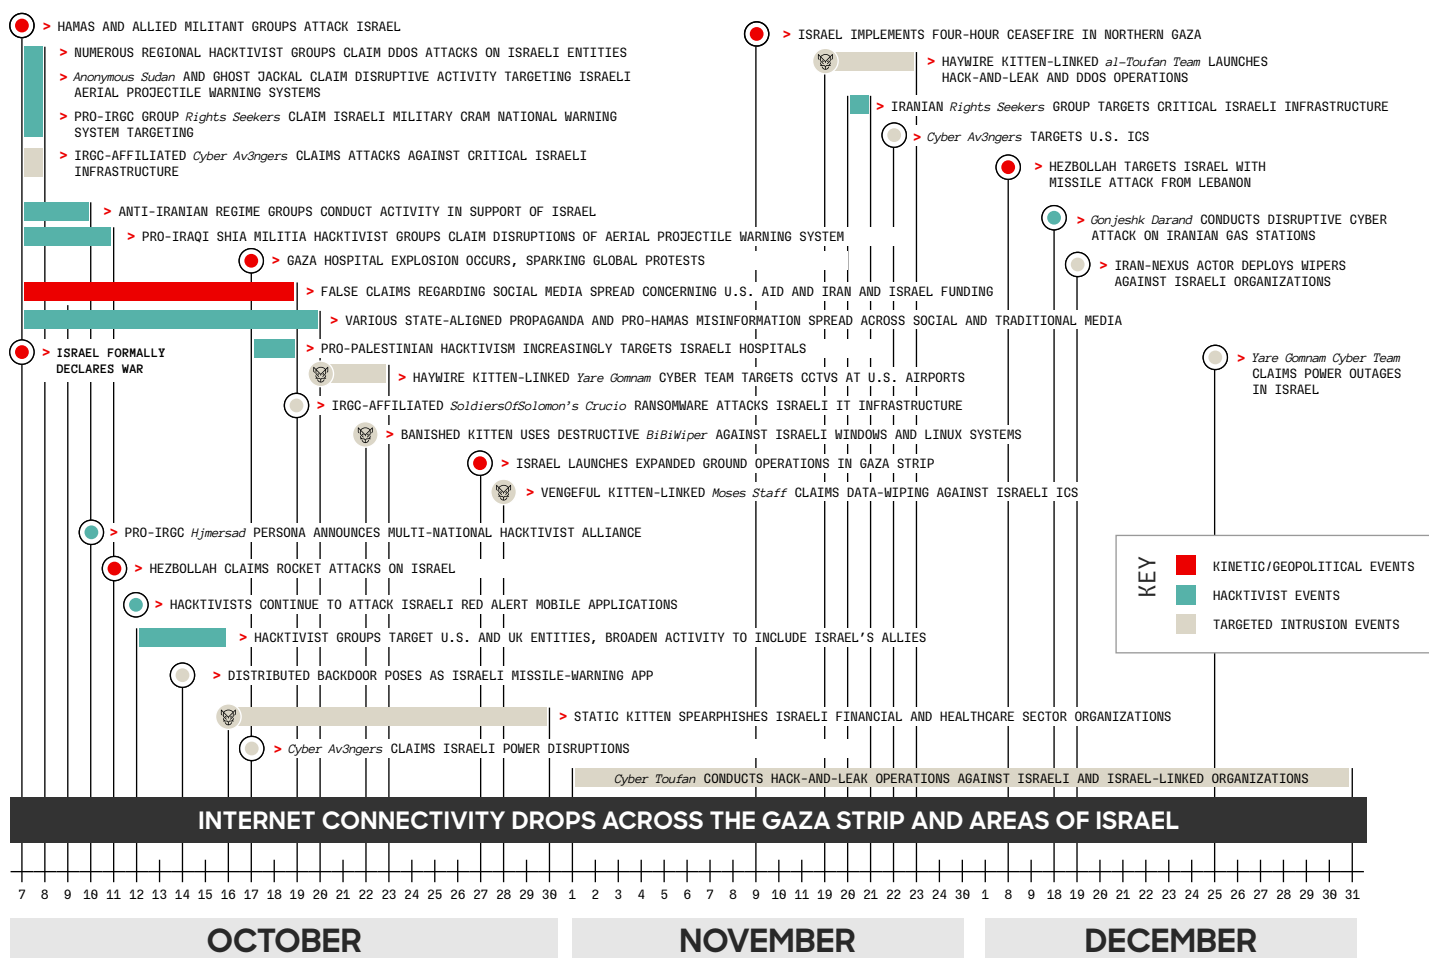 > HAMAS AND ALLIED MILITANT GROUPS ATTACK ISRAEL
> NUMEROUS REGIONAL HACKTIVIST GROUPS CLAIM DDOS ATTACKS ON ISRAELI ENTITIES
> Anonymous Sudan AND GHOST JACKAL CLAIM DISRUPTIVE ACTIVITY TARGETING ISRAELI
AERIAL PROJECTILE WARNING SYSTEMS
> PRO-IRGC GROUP Rights Seekers CLAIM ISRAELI MILITARY CRAM NATIONAL WARNING
SYSTEM TARGETING
> IRGC-AFFILIATED Cyber Av3ngers CLAIMS ATTACKS AGAINST CRITICAL ISRAELI
INFRASTRUCTURE
> ANTI-IRANIAN REGIME GROUPS CONDUCT ACTIVITY IN SUPPORT OF ISRAEL
> PRO-IRAQI SHIA MILITIA HACKTIVIST GROUPS CLAIM DISRUPTIONS OF AERIAL PROJECTILE WARNING SYSTEM
> GAZA HOSPITAL EXPLOSION OCCURS, SPARKING GLOBAL PROTESTS
> FALSE CLAIMS REGARDING SOCIAL MEDIA SPREAD CONCERNING U.S. AID AND IRAN AND ISRAEL FUNDING
> VARIOUS STATE-ALIGNED PROPAGANDA AND PRO-HAMAS MISINFORMATION SPREAD ACROSS SOCIAL AND TRADITIONAL MEDIA
> ISRAEL FORMALLY
DECLARES WAR
> PRO-PALESTINIAN HACKTIVISM INCREASINGLY TARGETS ISRAELI HOSPITALS
> HAYWIRE KITTEN-LINKED Yare Gomnam CYBER TEAM TARGETS CCTVS AT U.S. AIRPORTS
> IRGC-AFFILIATED SoldiersOfSolomon's Crucio RANSOMWARE ATTACKS ISRAELI IT INFRASTRUCTURE
> BANISHED KITTEN USES DESTRUCTIVE BiBiWiper AGAINST ISRAELI WINDOWS AND LINUX SYSTEMS
> ISRAEL LAUNCHES EXPANDED GROUND OPERATIONS IN GAZA STRIP
> VENGEFUL KITTEN-LINKED Moses Staff CLAIMS DATA-WIPING AGAINST ISRAELI ICS
> PRO-IRGC Hjmersad PERSONA ANNOUNCES MULTI-NATIONAL HACKTIVIST ALLIANCE
> HEZBOLLAH CLAIMS ROCKET ATTACKS ON ISRAEL
> HACKTIVISTS CONTINUE TO ATTACK ISRAELI RED ALERT MOBILE APPLICATIONS
> HACKTIVIST GROUPS TARGET U.S. AND UK ENTITIES, BROADEN ACTIVITY TO INCLUDE ISRAEL'S ALLIES
> DISTRIBUTED BACKDOOR POSES AS ISRAELI MISSILE-WARNING APP
> STATIC KITTEN SPEARPHISHES ISRAELI FINANCIAL AND HEALTHCARE SECTOR ORGANIZATIONS
> Cyber Av3ngers CLAIMS ISRAELI POWER DISRUPTIONS
> ISRAEL IMPLEMENTS FOUR-HOUR CEASEFIRE IN NORTHERN GAZA
> HAYWIRE KITTEN-LINKED al-Toufan Team LAUNCHES
HACK-AND-LEAK AND DDOS OPERATIONS
> IRANIAN Rights Seekers GROUP TARGETS CRITICAL ISRAELI INFRASTRUCTURE
> Cyber Av3ngers TARGETS U.S. ICS
> HEZBOLLAH TARGETS ISRAEL WITH
MISSILE ATTACK FROM LEBANON
> Gonjeshk Darand CONDUCTS DISRUPTIVE CYBER
ATTACK ON IRANIAN GAS STATIONS
> IRAN-NEXUS ACTOR DEPLOYS WIPERS
AGAINST ISRAELI ORGANIZATIONS
> Yare Gomnam Cyber Team
CLAIMS POWER OUTAGES
IN ISRAEL
KEY
KINETIC/GEOPOLITICAL EVENTS
HACKTIVIST EVENTS
TARGETED INTRUSION EVENTS
Cyber Toufan CONDUCTS HACK-AND-LEAK OPERATIONS AGAINST ISRAELI AND ISRAEL-LINKED ORGANIZATIONS
INTERNET CONNECTIVITY DROPS ACROSS THE GAZA STRIP AND AREAS OF ISRAEL
7 8 9 10 11 12 13 14 15 16 17 18 19 20 21 22 23 24 25 26 27 28 29 30 1 2 3 4 5 6 7 8 9 10 11 19 20 21 22 23 24 30 1 8 9 18 19 20 21 22 23 24 25 26 27 28 29 30 31
OCTOBER NOVEMBER DECEMBER